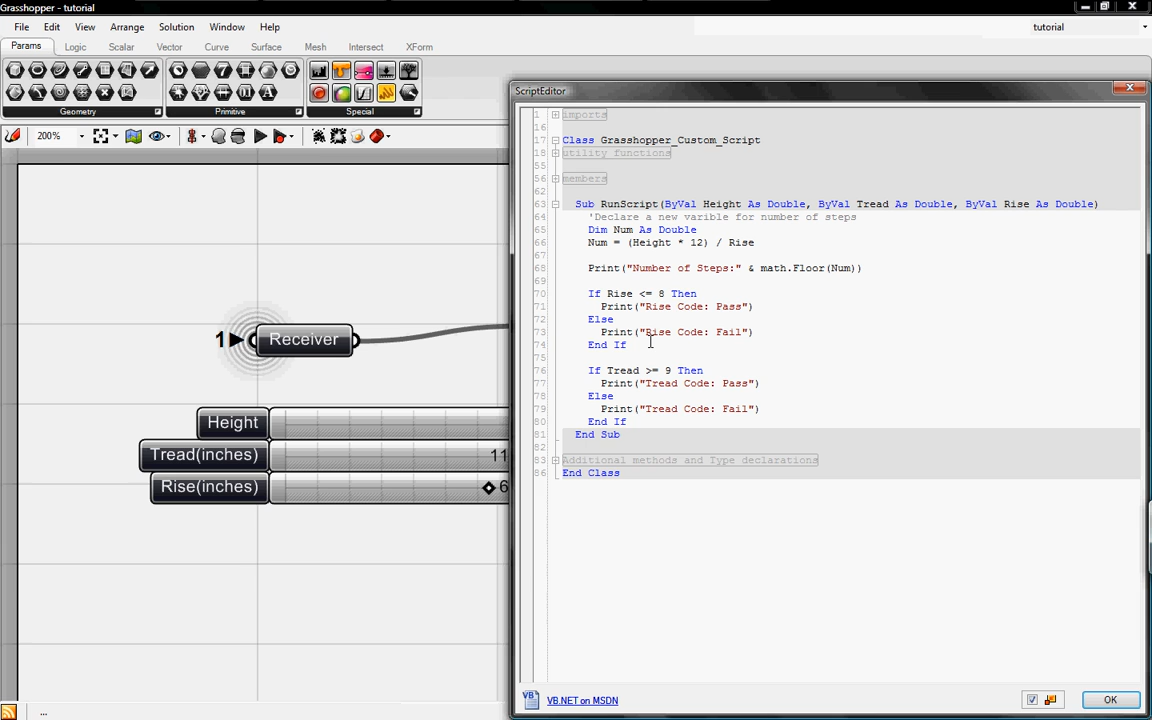 Grasshopper - tutorial
File Edit View Arrange Solution Window Help
tutorial
Params Logic Scalar Vector Curve Surface Mesh Intersect XForm
Geometry Primitive Special
200%
ScriptEditor
1 imports
16
17 Class Grasshopper_Custom_Script
18 utility functions
55
56 members
62
63 Sub RunScript(ByVal Height As Double, ByVal Tread As Double, ByVal Rise As Double)
64 'Declare a new varible for number of steps
65 Dim Num As Double
66 Num = (Height * 12) / Rise
67
68 Print("Number of Steps:" & math.Floor(Num))
69
70 If Rise <= 8 Then
71 Print("Rise Code: Pass")
72 Else
73 Print("Rise Code: Fail")
74 End If
75
76 If Tread >= 9 Then
77 Print("Tread Code: Pass")
78 Else
79 Print("Tread Code: Fail")
80 End If
81 End Sub
82
83 Additional methods and Type declarations
86 End Class
1 Receiver
Height
Tread(inches) 11
Rise(inches) 6
VB.NET on MSDN
OK
...